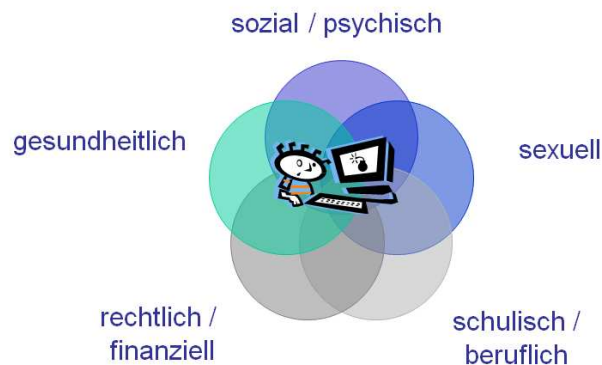 sozial / psychisch
gesundheitlich
sexuell
rechtlich /
finanziell
schulisch /
beruflich